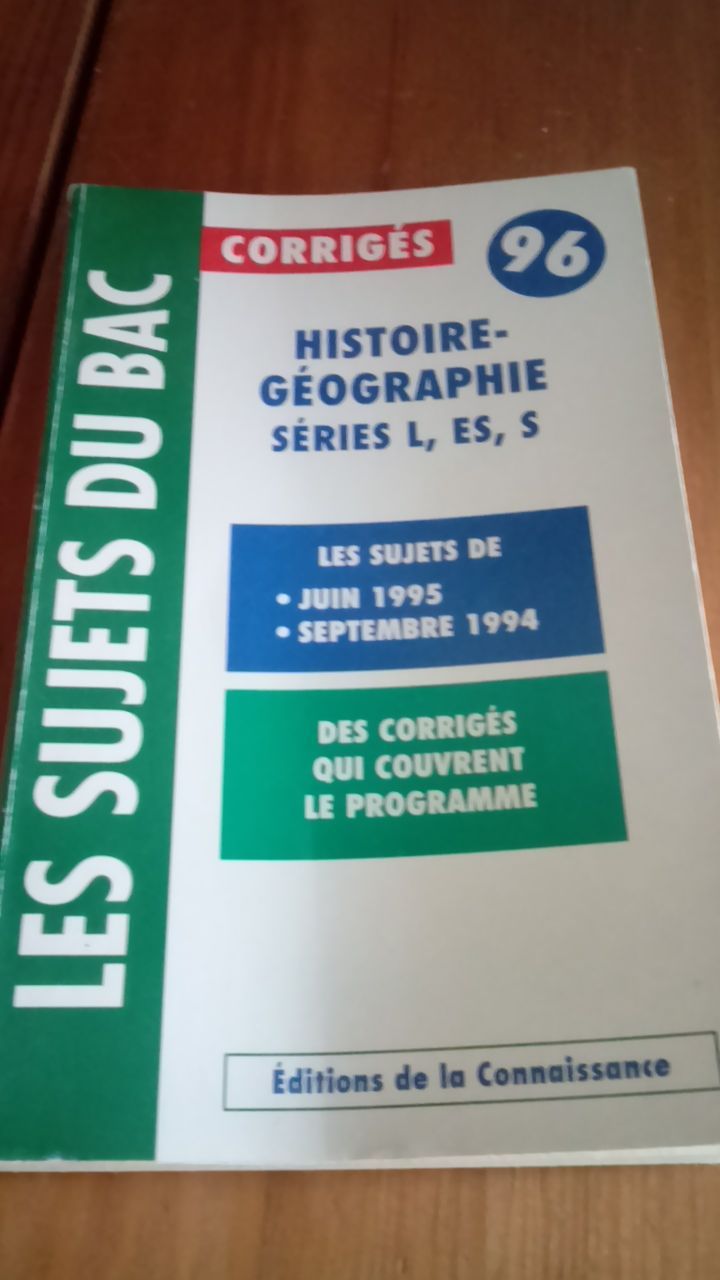 LES SUJETS DU BAC
CORRIGÉS
96
HISTOIRE-
GÉOGRAPHIE
SÉRIES L, ES, S
LES SUJETS DE
• JUIN 1995
• SEPTEMBRE 1994
DES CORRIGÉS
QUI COUVRENT
LE PROGRAMME
Éditions de la Connaissance